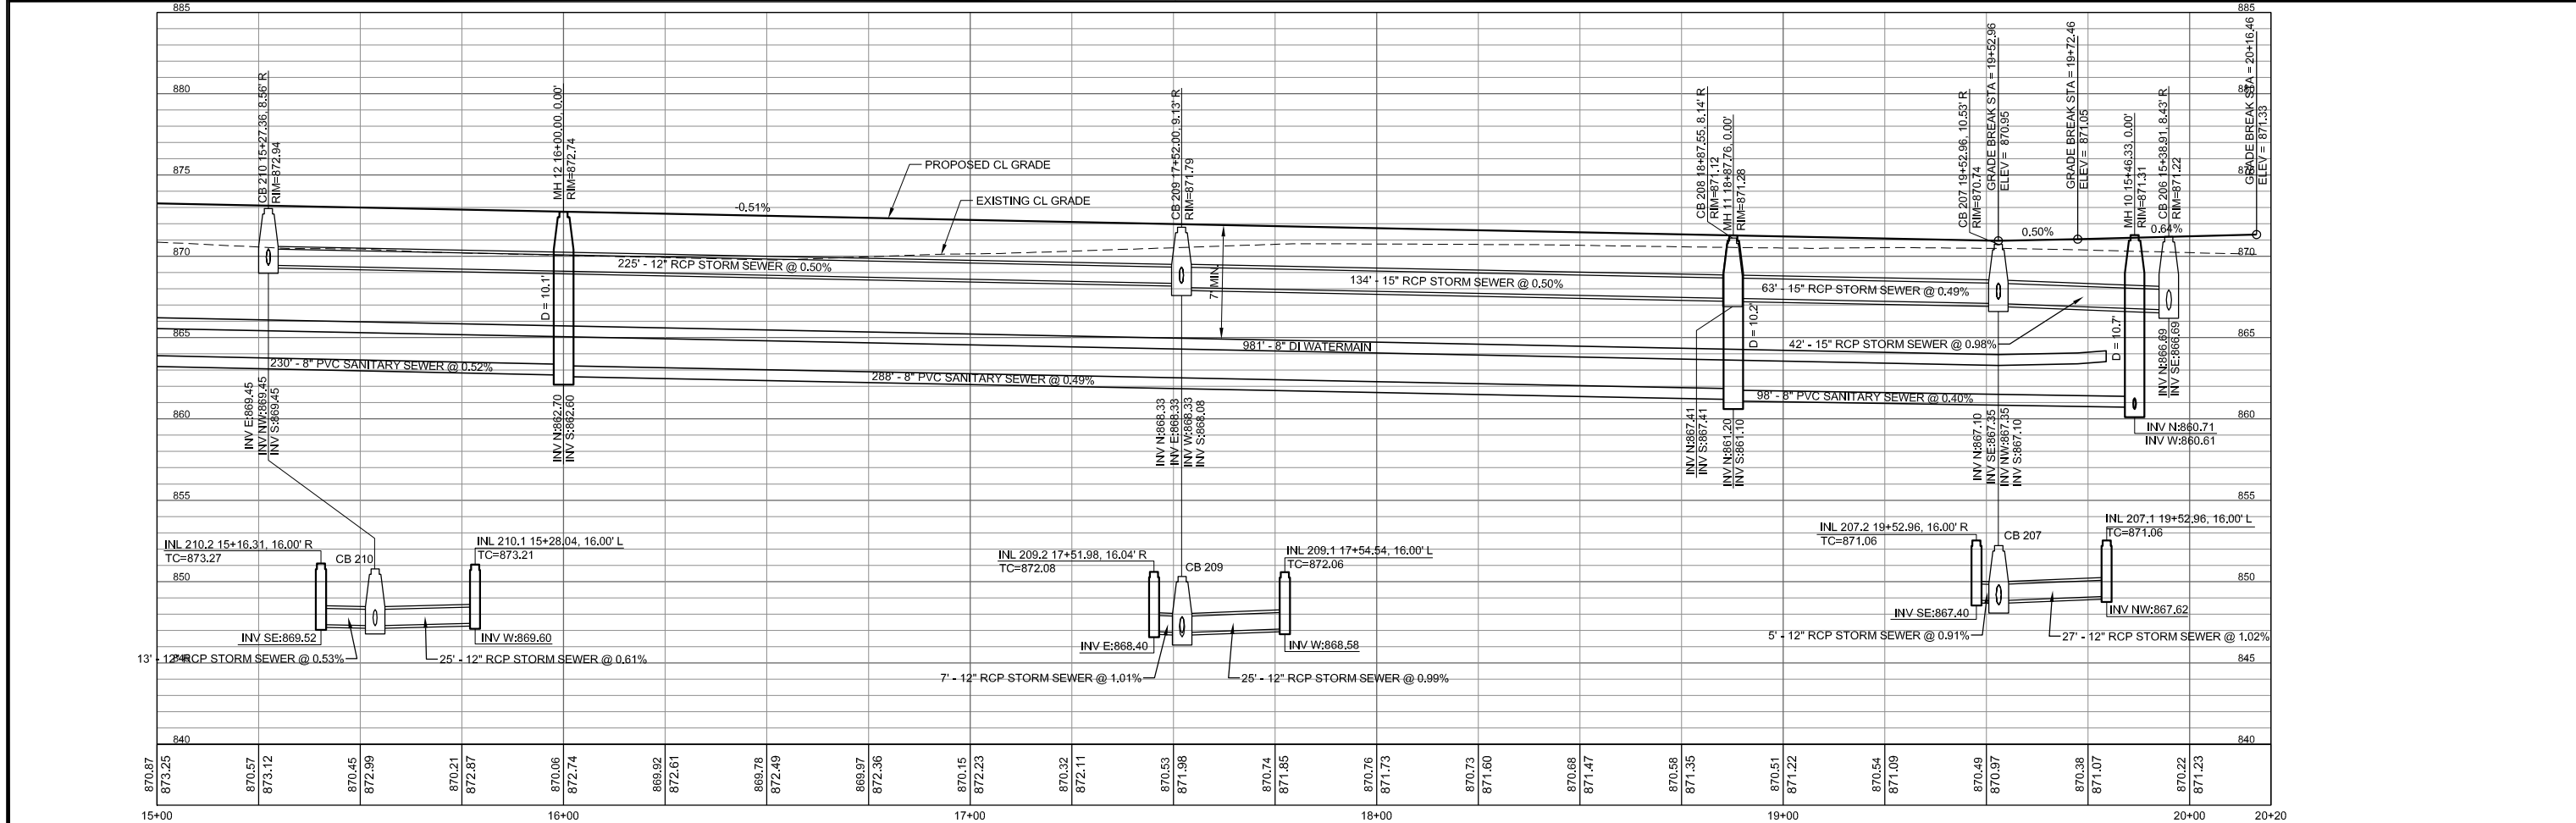 885
885
880
880
875
875
870
870
865
865
860
860
855
855
850
850
845
845
840
840
CB 210 15+27.36, 8.56' R
RIM=872.94
MH 12 16+00.00, 0.00'
RIM=872.74
CB 209 17+52.00, 9.13' R
RIM=871.79
CB 208 18+87.55, 8.14' R
RIM=871.12
MH 11 18+87.76, 0.00'
RIM=871.28
CB 207 19+52.96, 10.53' R
RIM=870.74
GRADE BREAK STA = 19+52.96
ELEV = 870.95
GRADE BREAK STA = 19+72.46
ELEV = 871.05
MH 10 15+46.33, 0.00'
RIM=871.31
CB 206 15+38.91, 8.43' R
RIM=871.22
GRADE BREAK STA = 20+16.46
ELEV = 871.33
PROPOSED CL GRADE
EXISTING CL GRADE
-0.51%
0.50%
0.64%
225' - 12" RCP STORM SEWER @ 0.50%
134' - 15" RCP STORM SEWER @ 0.50%
63' - 15" RCP STORM SEWER @ 0.49%
42' - 15" RCP STORM SEWER @ 0.98%
D = 10.1'
7' MIN.
D = 10.2'
D = 10.7'
981' - 8" DI WATERMAIN
230' - 8" PVC SANITARY SEWER @ 0.52%
288' - 8" PVC SANITARY SEWER @ 0.49%
98' - 8" PVC SANITARY SEWER @ 0.40%
INV E:869.45
INV NW:869.45
INV S:869.45
INV N:862.70
INV S:862.60
INV N:868.33
INV E:868.33
INV W:868.33
INV S:868.08
INV N:867.41
INV S:867.41
INV N:861.20
INV S:861.10
INV N:867.10
INV SE:867.35
INV NW:867.35
INV S:867.10
INV N:866.69
INV SE:866.69
INV N:860.71
INV W:860.61
INL 210.2 15+16.31, 16.00' R
TC=873.27
CB 210
INL 210.1 15+28.04, 16.00' L
TC=873.21
INV SE:869.52
INV W:869.60
13' - 12" RCP STORM SEWER @ 0.53%
25' - 12" RCP STORM SEWER @ 0.61%
INL 209.2 17+51.98, 16.04' R
TC=872.08
CB 209
INL 209.1 17+54.54, 16.00' L
TC=872.06
INV E:868.40
INV W:868.58
7' - 12" RCP STORM SEWER @ 1.01%
25' - 12" RCP STORM SEWER @ 0.99%
INL 207.2 19+52.96, 16.00' R
TC=871.06
CB 207
INL 207.1 19+52.96, 16.00' L
TC=871.06
INV SE:867.40
INV NW:867.62
5' - 12" RCP STORM SEWER @ 0.91%
27' - 12" RCP STORM SEWER @ 1.02%
870.87
873.25
870.57
873.12
870.45
872.99
870.21
872.87
870.06
872.74
869.92
872.61
869.78
872.49
869.97
872.36
870.15
872.23
870.32
872.11
870.53
871.98
870.74
871.85
870.76
871.73
870.73
871.60
870.68
871.47
870.58
871.35
870.51
871.22
870.54
871.09
870.49
870.97
870.38
871.07
870.22
871.23
15+00
16+00
17+00
18+00
19+00
20+00
20+20